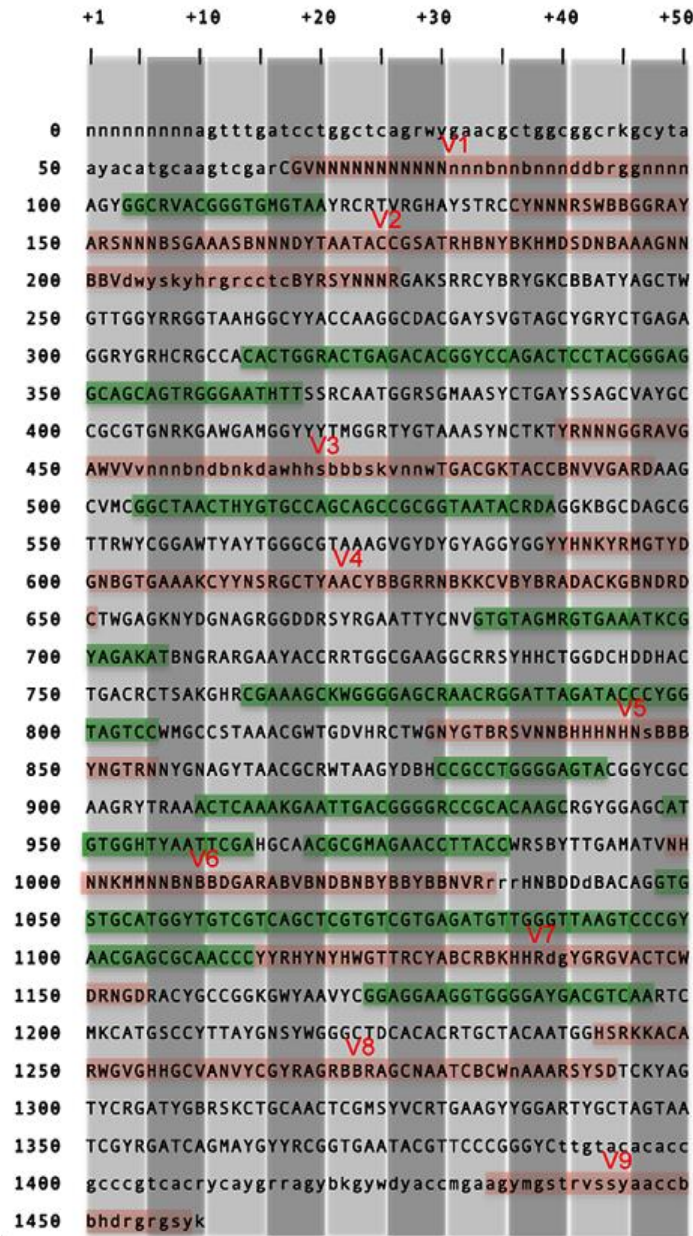 +1 +10 +20 +30 +40 +50
0 nnnnnnnnnagtttgatcctggctcagrwygaacgctggcggcrkgcyta
V1
50 ayacatgcaagtcgarCGVNNNNNNNNNNNNNnnnbnnbnnnddbrggnnnn
100 AGYGGCRVACGGGTGMGTAAYRCRTVRGHAYSTRCCYNNNRSWBBGGRAY
V2
150 ARSNNNBSGAAASBNNNDYTAATACCGSATRHBNYBKHMDSDNBAAAGNN
200 BBVdwyskyhrgrcctcBYRSYNNNRGAKSRRCYBRYGKCBBATYAGCTW
250 GTTGGYRRGGTAAHGGCYYACCAAGGCDACGAYSVGTAGCYGRYCTGAGA
300 GGRYGRHCRGCCACACTGGRACTGAGACACGGYCCAGACTCCTACGGGAG
350 GCAGCAGTRGGGAATHTTSSRCAATGGRSGMAASYCTGAYSSAGCVAYGC
400 CGCGTGNRKGAWGAMGGYYYTMGGRTYGTAAASYNCTKTYRNNNGGRAVG
V3
450 AWVVVvnnnbndbnkdawhhsbbbskvnnwTGACGKTACCBNVVGARDAAG
500 CVMCGGCTAACTHYGTGCCAGCAGCCGCGGTAATACRDAGGKBGCDAGCG
550 TTRWYCGGAWTYAYTGGGCGTAAAGVGYDYGYAGGYGGYYHNKYRMGTYD
V4
600 GNBGTGAAAKCYYNSRGCTYAACYBBGRRNBKKCVBYBRADACKGBNDRD
650 CTWGAGKNYDGNAGRGGDDRSYRGAATTYCNVGTGTAGMRGTGAAATKCG
700 YAGAKATBNGRARGAAYACCRRTGGCGAAGGCRRSYHHCTGGDCHDDHAC
750 TGACRCTSAKGHRCGAAAGCKWGGGGAGCRAACRGGATTAGATACCCYGG
V5
800 TAGTCCWMGCCSTAAACGWTGDVHRCTWGNYGTBRSVNNBHHHNHNsBBB
850 YNGTRNNYGNAGYTAACGCRWTAAGYDBHCCGCCTGGGGAGTACGGYCGC
900 AAGRYTRAAACTCAAAKGAATTGACGGGGRCCGCACAAGCRGYGGAGCAT
950 GTGGHTYAATTCGAHGCAACGCGMAGAACCTTACCWRSBYTTGAMATVNH
V6
1000 NNKMMNNBNBBDGARABVBNDBNBYBBYBBNVRrrrHNBDDdBACAGGTG
1050 STGCATGGYTGTCGTCAGCTCGTGTCGTGAGATGTTGGGTTAAGTCCCGY
V7
1100 AACGAGCGCAACCCYYRHYNYHWGTTRCYABCRBKHHRdgYGRGVACTCW
1150 DRNGDRACYGCCGGKGWYAAVYCGGAGGAAGGTGGGGAYGACGTCAARTC
1200 MKCATGSCCYTTAYGNSYWGGGCTDCACACRTGCTACAATGGHSRKKACA
V8
1250 RWGVGHHGCVANVYCGYRAGRBBRAGCNAATCBCWnAAARSYSDTCKYAG
1300 TYCRGATYGBRSKCTGCAACTCGMSYVCRTGAAGYYGGARTYGCTAGTAA
1350 TCGYRGATCAGMAYGYYRCGGTGAATACGTTCCCGGGYCttgtacacacc
V9
1400 gcccgtcacrycaygrragybkgywdyaccmgaagymgstrvssyaaccb
1450 bhdrgrgsyk